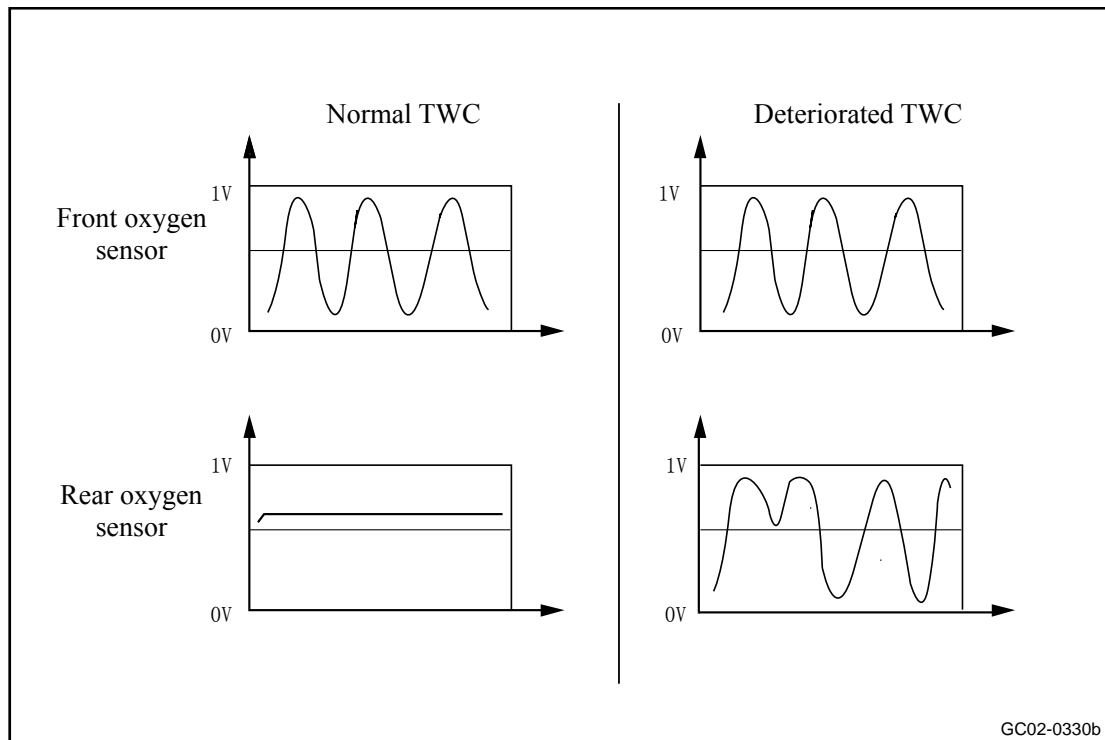 Normal TWC
Deteriorated TWC
Front oxygen
sensor
1V
0V
1V
0V
Rear oxygen
sensor
1V
0V
1V
0V
GC02-0330b